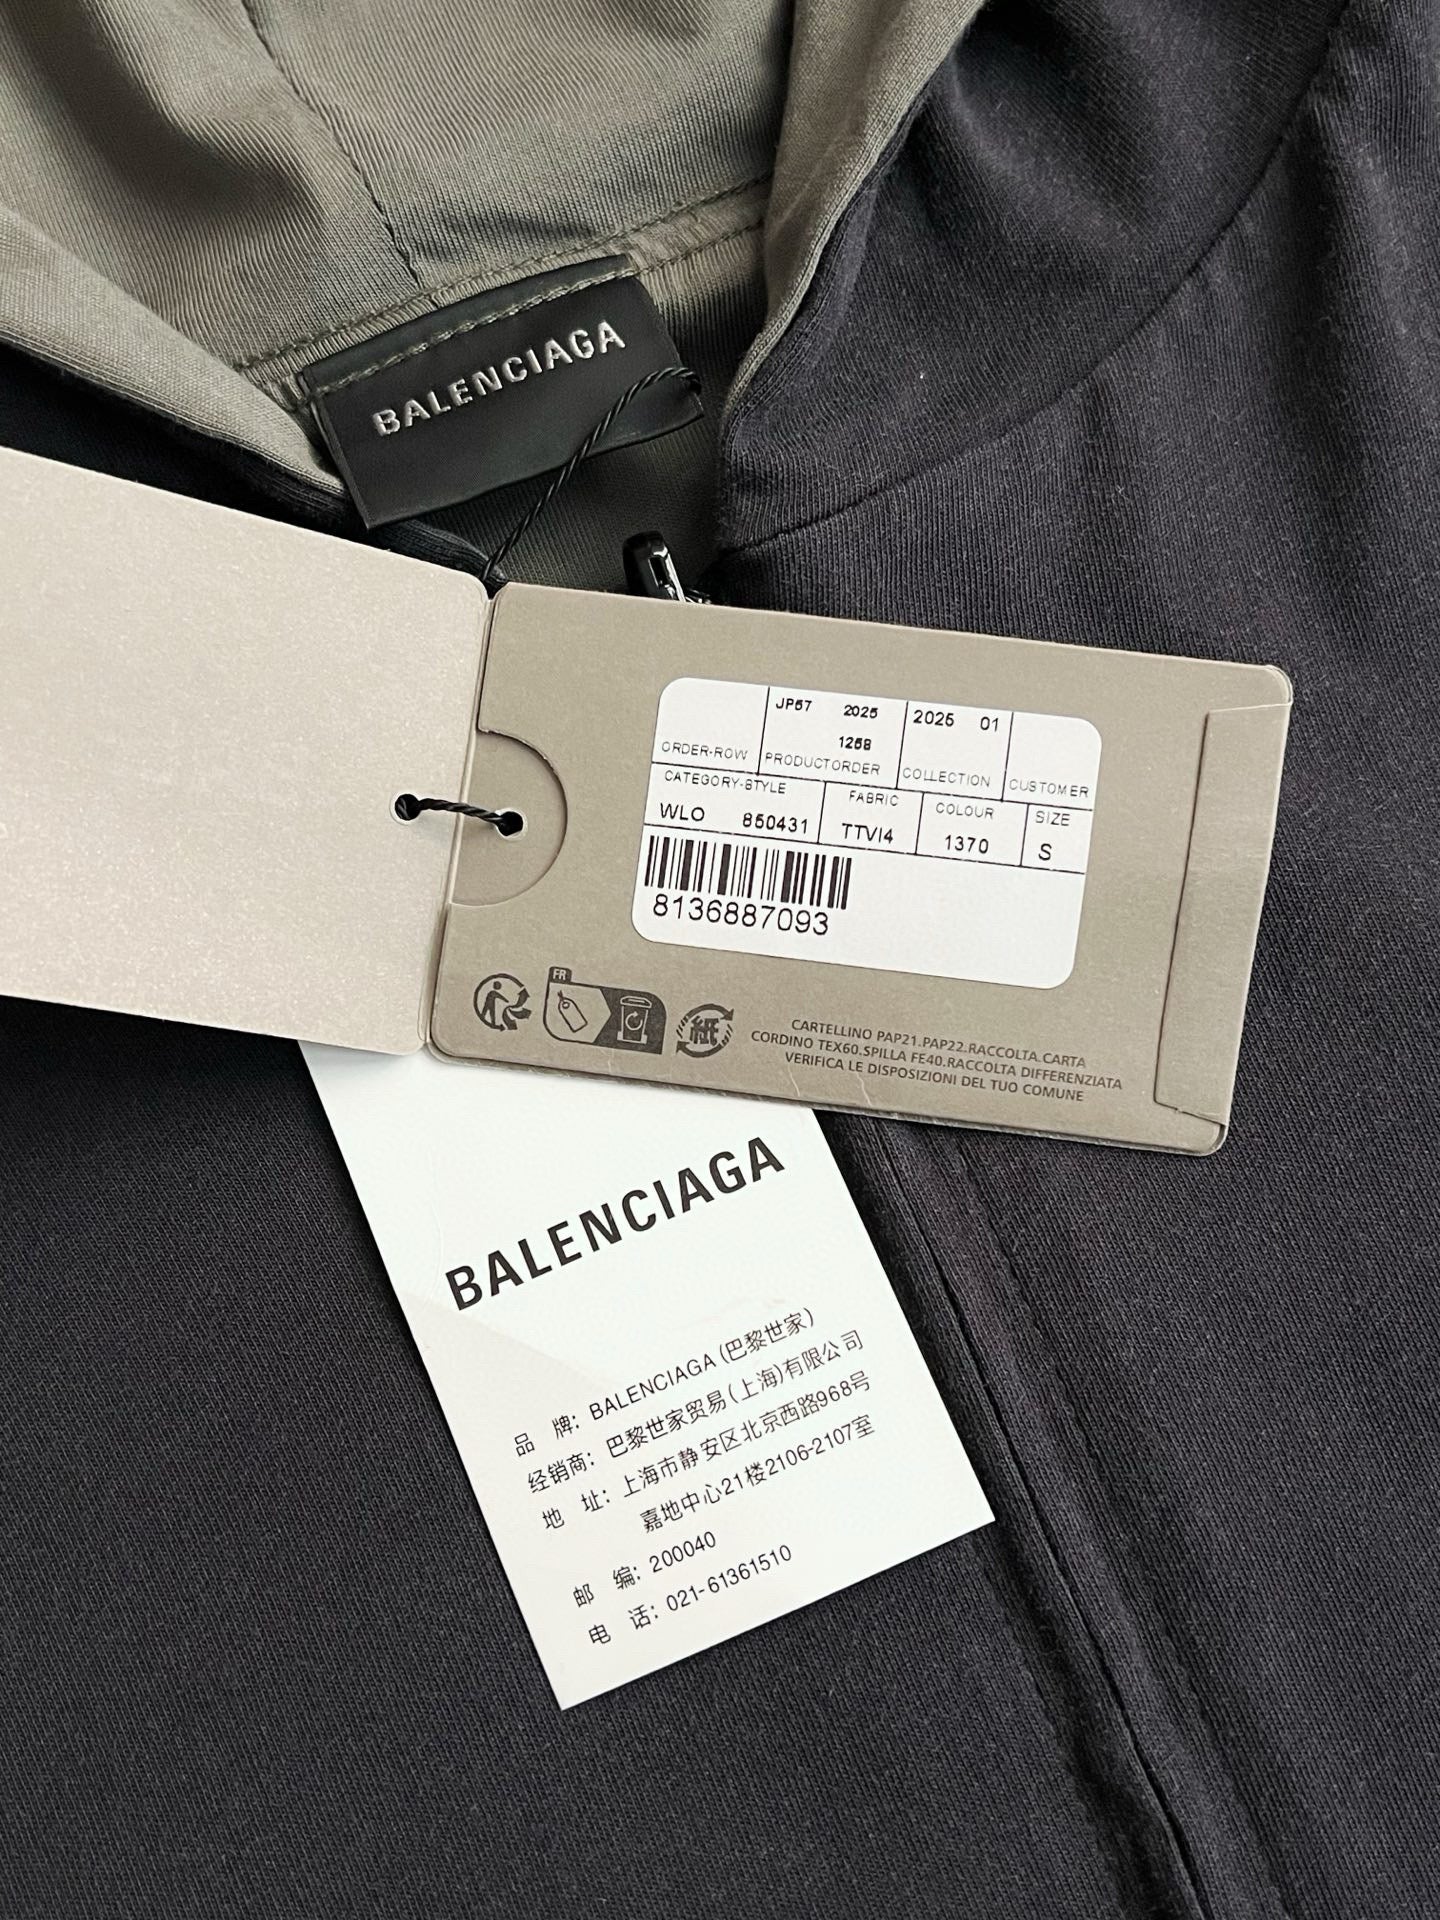 BALENCIAGA
JP57 2025 2025 01
1258
ORDER-ROW PRODUCTORDER COLLECTION CUSTOMER
CATEGORY-STYLE FABRIC COLOUR SIZE
WLO 850431 TTVI4 1370 S
8136887093
FR
紙
CARTELLINO PAP21.PAP22.RACCOLTA.CARTA
CORDINO TEX60.SPILLA FE40.RACCOLTA DIFFERENZIATA
VERIFICA LE DISPOSIZIONI DEL TUO COMUNE
BALENCIAGA
品 牌: BALENCIAGA (巴黎世家)
经销商: 巴黎世家贸易(上海)有限公司
地 址: 上海市静安区北京西路968号
嘉地中心21楼2106-2107室
邮 编: 200040
电 话: 021-61361510